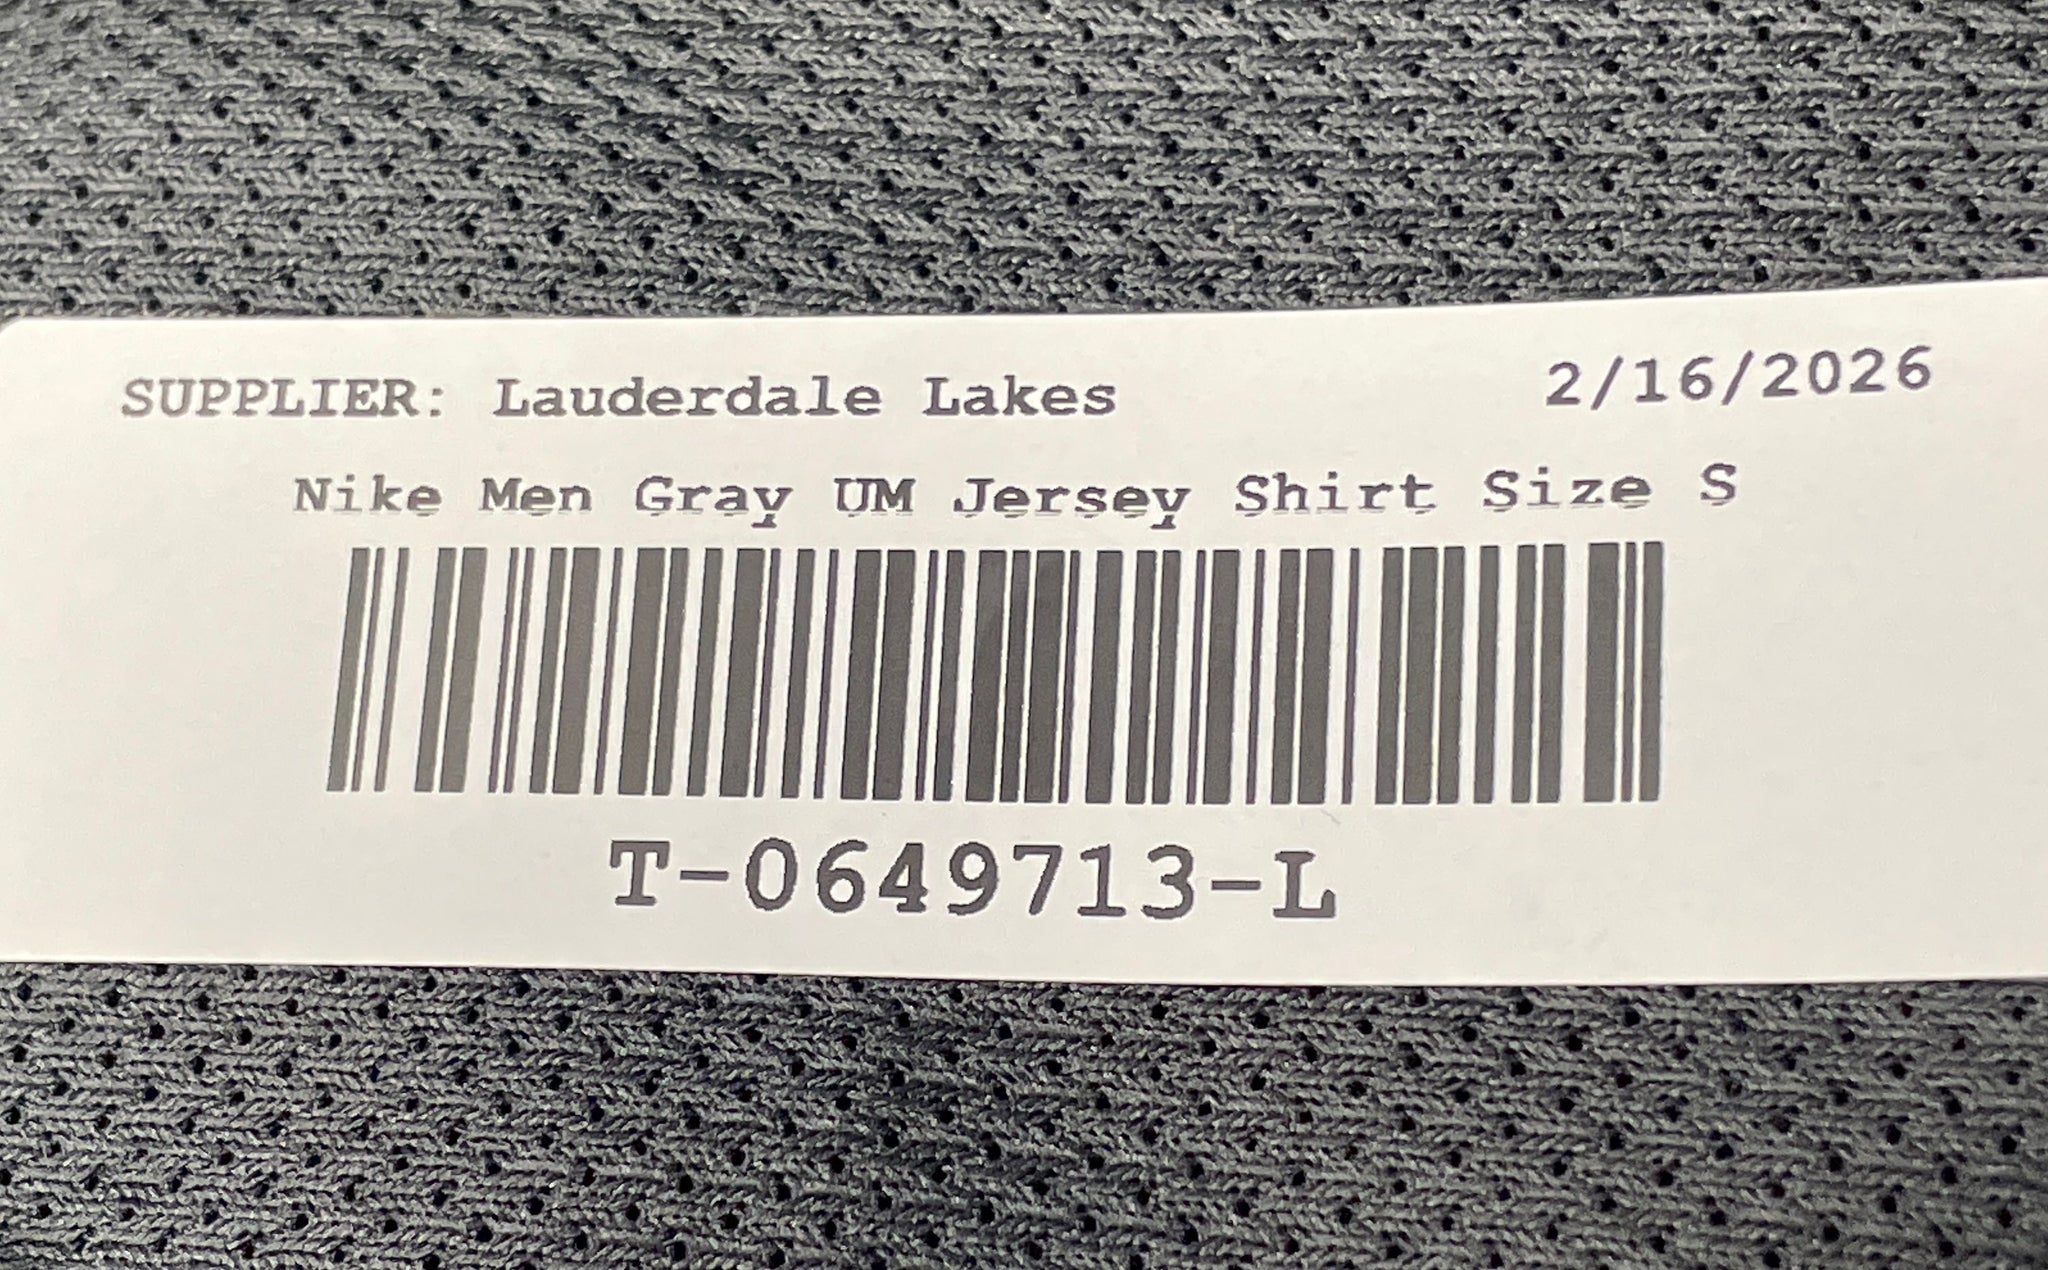 SUPPLIER: Lauderdale Lakes 2/16/2026
Nike Men Gray UM Jersey Shirt Size S
T-0649713-L